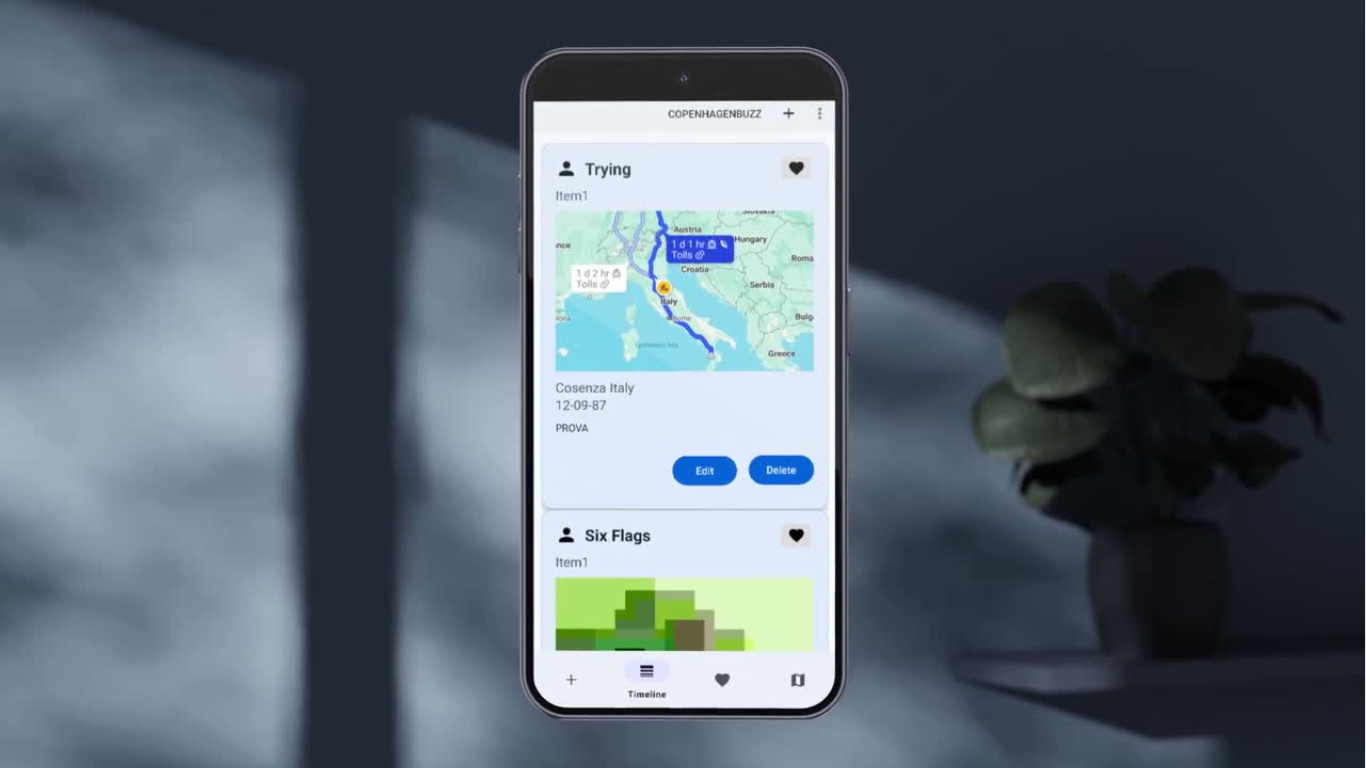 COPENHAGENBUZZ
Trying
Item1
Slovakia
Austria
Hungary
1 d 1 hr
Tolls
Roma
Croatia
1 d 2 hr
Tolls
Serbia
Italy
Rome
Bulg
Greece
Cosenza Italy
12-09-87
PROVA
Edit
Delete
Six Flags
Item1
Timeline